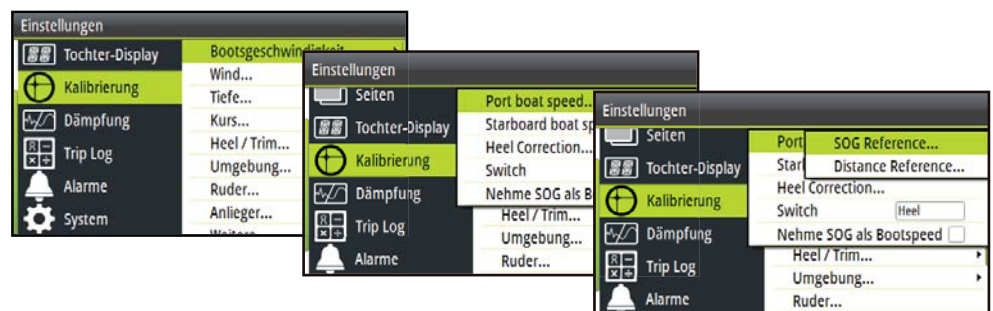 Einstellungen
Tochter-Display
Kalibrierung
Dämpfung
Trip Log
Alarme
System
Bootsgeschwindigkeit
Wind...
Tiefe...
Kurs...
Heel / Trim...
Umgebung...
Ruder...
Anlieger...
Weitere...
Einstellungen
Seiten
Tochter-Display
Kalibrierung
Dämpfung
Trip Log
Alarme
Port boat speed...
Starboard boat sp
Heel Correction...
Switch
Nehme SOG als B
Heel / Trim...
Umgebung...
Ruder...
Einstellungen
Seiten
Tochter-Display
Kalibrierung
Dämpfung
Trip Log
Alarme
Port
Starl
SOG Reference...
Distance Reference...
Heel Correction...
Switch Heel
Nehme SOG als Bootspeed
Heel / Trim...
Umgebung...
Ruder...